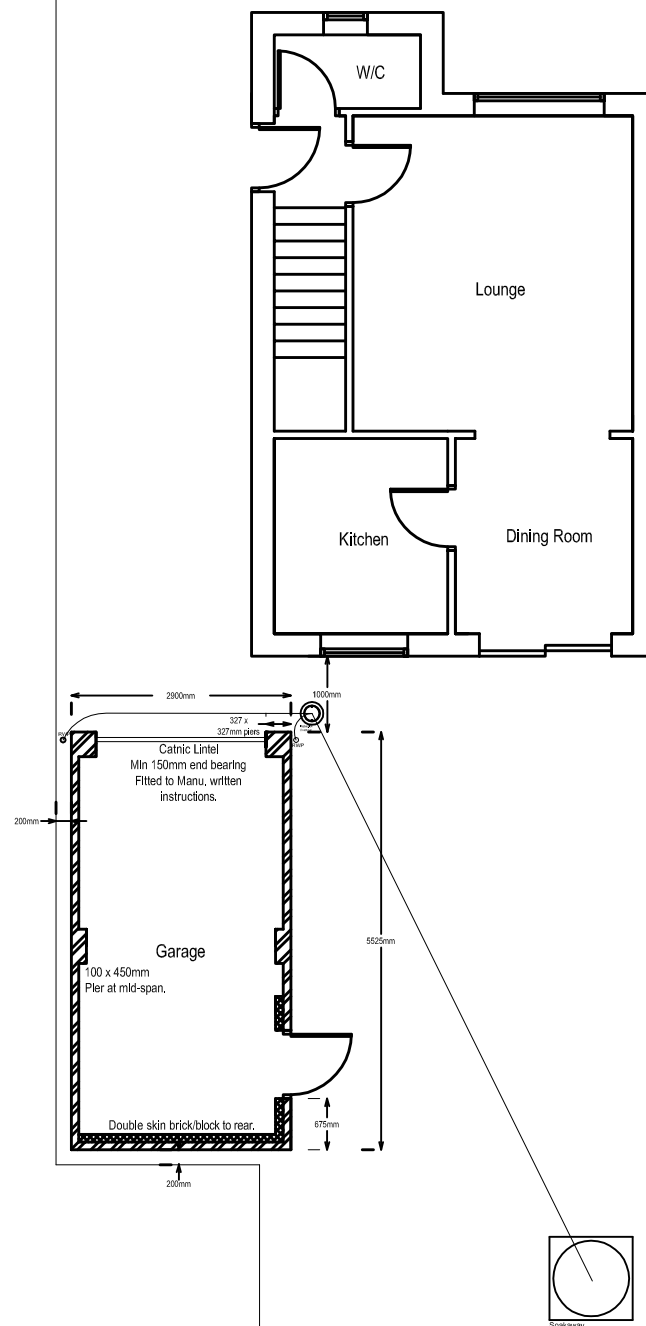 W/C
Lounge
Kitchen
Dining Room
2900mm
1000mm
327 x
327mm piers
RWP
Catnic Lintel
Min 150mm end bearing
Fitted to Manu. written
instructions.
200mm
Garage
5525mm
100 x 450mm
Pier at mid-span.
Double skin brick/block to rear.
675mm
200mm
Soakaway